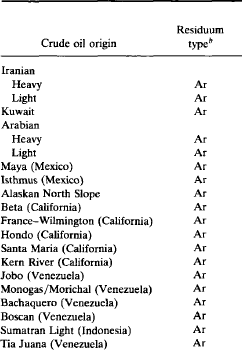 Crude oil origin Residuum type^b
Iranian
Heavy Ar
Light Ar
Kuwait Ar
Arabian
Heavy Ar
Light Ar
Maya (Mexico) Ar
Isthmus (Mexico) Ar
Alaskan North Slope Ar
Beta (California) Ar
France–Wilmington (California) Ar
Hondo (California) Ar
Santa Maria (California) Ar
Kern River (California) Ar
Jobo (Venezuela) Ar
Monogas/Morichal (Venezuela) Ar
Bachaquero (Venezuela) Ar
Boscan (Venezuela) Ar
Sumatran Light (Indonesia) Ar
Tia Juana (Venezuela) Ar